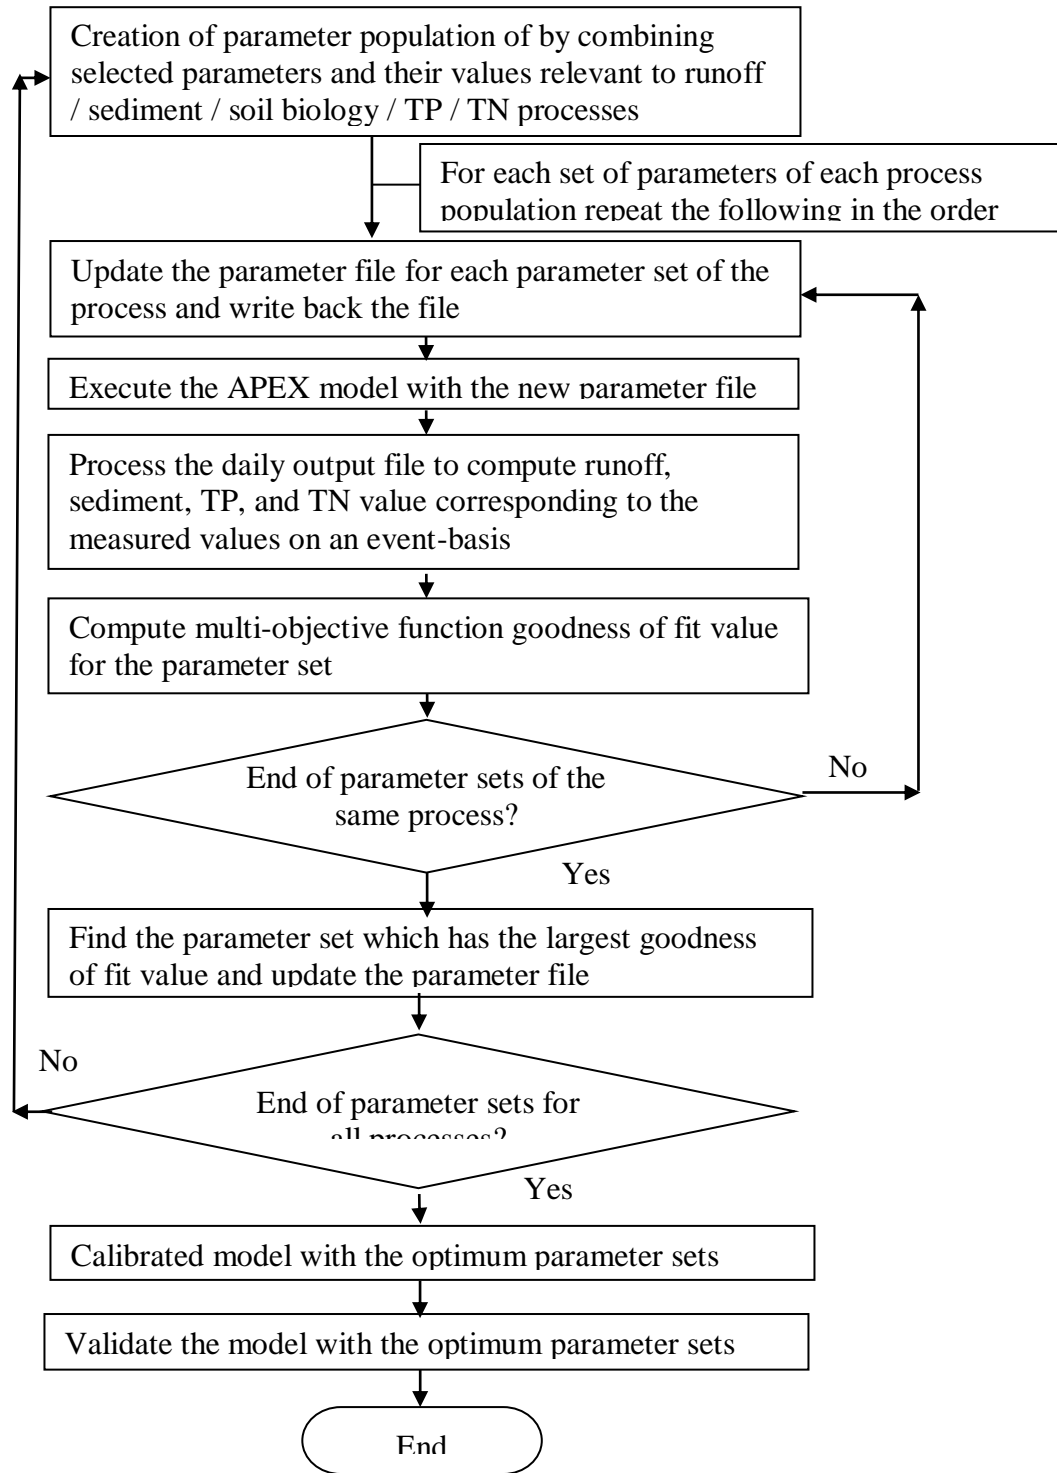 Creation of parameter population of by combining
selected parameters and their values relevant to runoff
/ sediment / soil biology / TP / TN processes
For each set of parameters of each process
population repeat the following in the order
Update the parameter file for each parameter set of the
process and write back the file
Execute the APEX model with the new parameter file
Process the daily output file to compute runoff,
sediment, TP, and TN value corresponding to the
measured values on an event-basis
Compute multi-objective function goodness of fit value
for the parameter set
End of parameter sets of the
same process?
No
Yes
Find the parameter set which has the largest goodness
of fit value and update the parameter file
No
End of parameter sets for
all processes?
Yes
Calibrated model with the optimum parameter sets
Validate the model with the optimum parameter sets
End